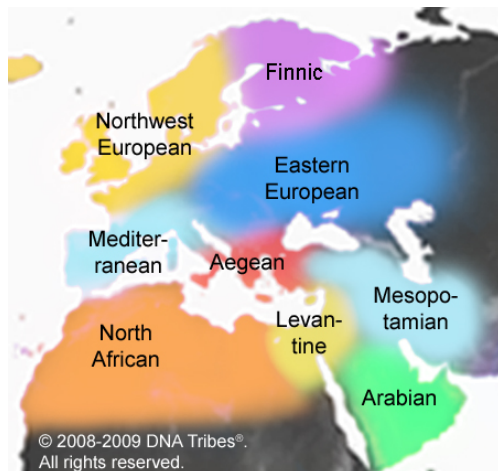 Finnic
Northwest
European
Eastern
European
Mediter-
ranean
Aegean
Mesopo-
tamian
Levan-
tine
North
African
Arabian
© 2008-2009 DNA Tribes®.
All rights reserved.